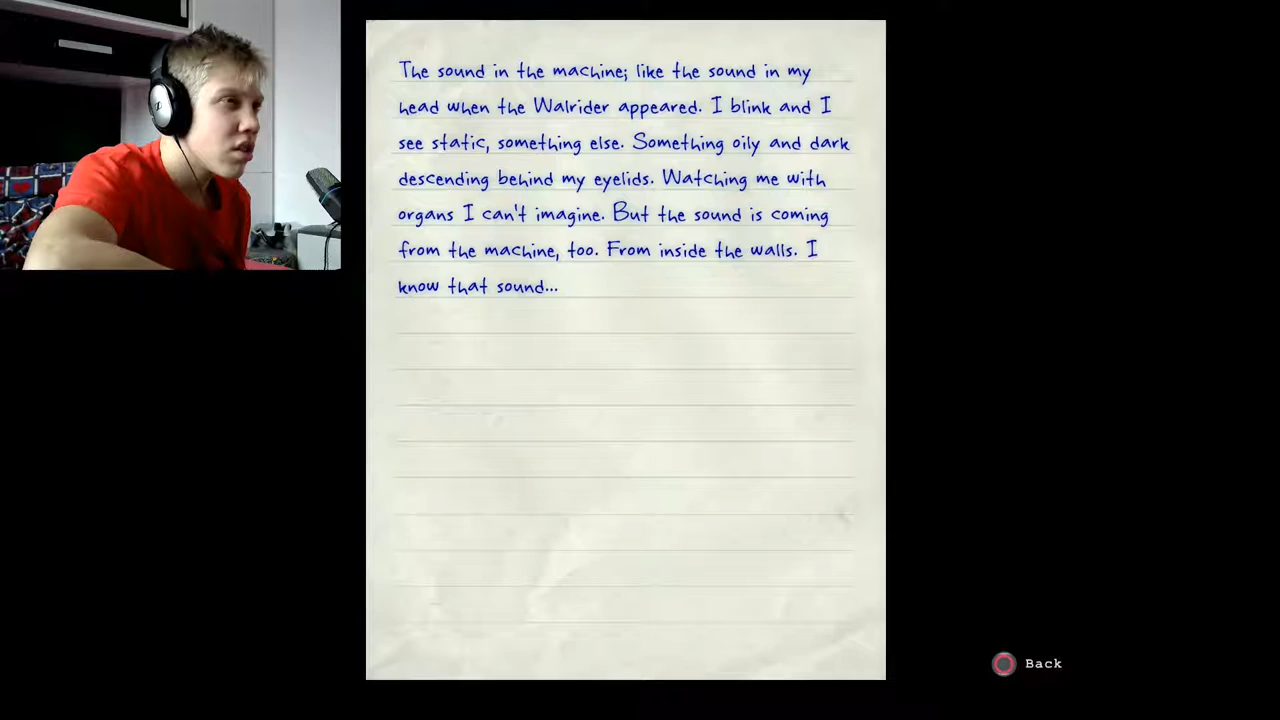 The sound in the machine; like the sound in my
head when the Walrider appeared. I blink and I
see static, something else. Something oily and dark
descending behind my eyelids. Watching me with
organs I can't imagine. But the sound is coming
from the machine, too. From inside the walls. I
know that sound...
Back